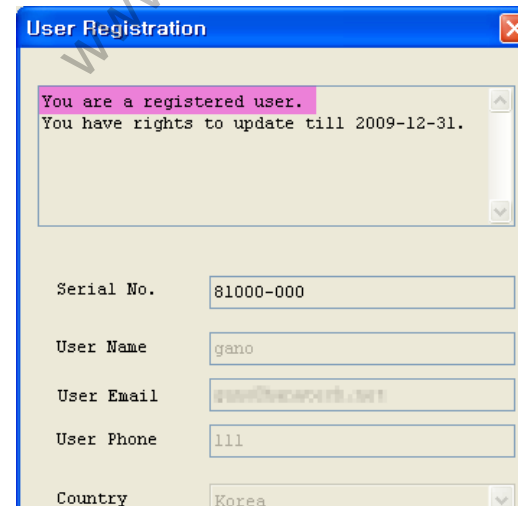 User Registration
You are a registered user.
You have rights to update till 2009-12-31.
Serial No.
81000-000
User Name
gano
User Email
User Phone
111
Country
Korea